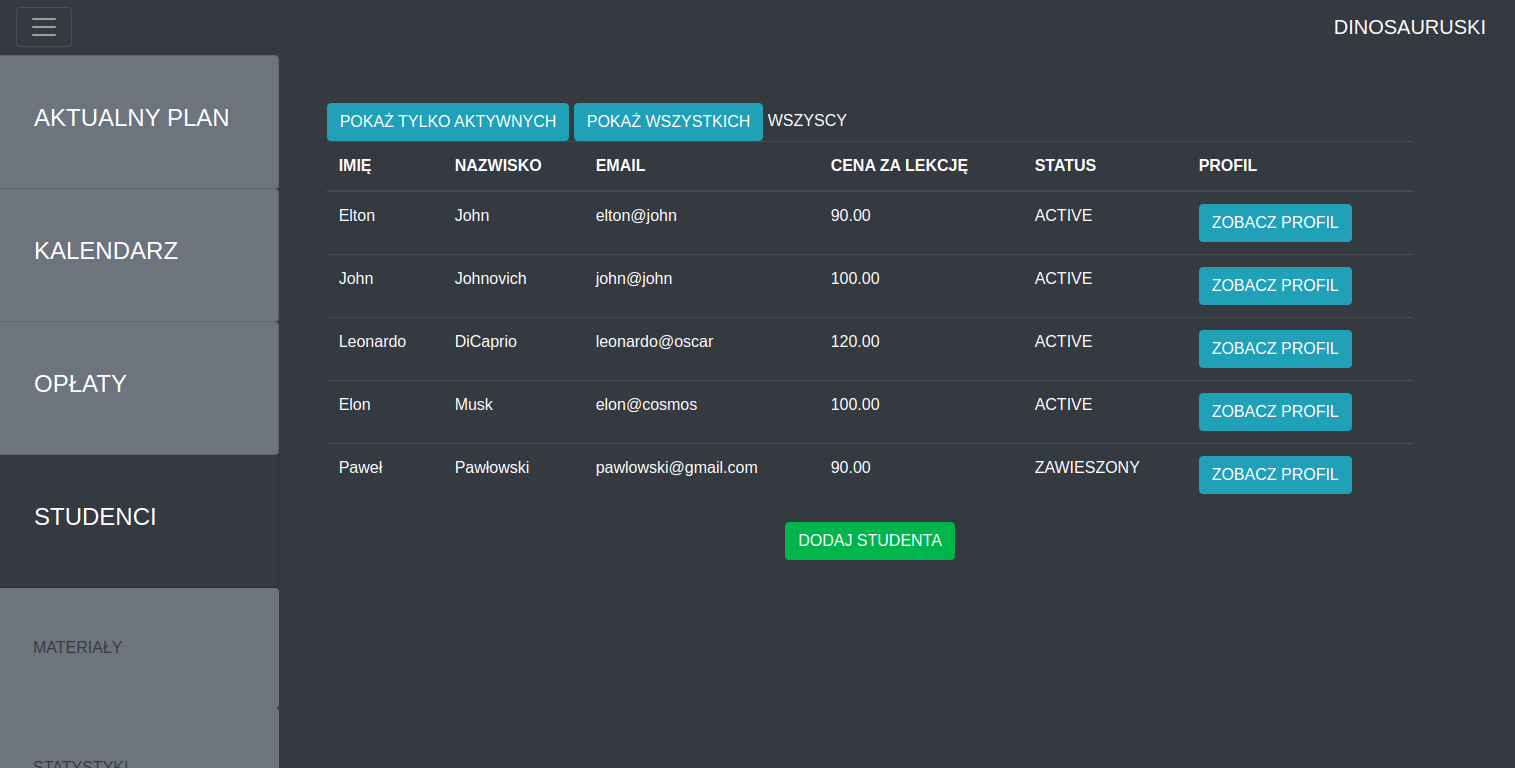 DINOSAURUSKI
AKTUALNY PLAN
KALENDARZ
OPŁATY
STUDENCI
MATERIAŁY
STATYSTYKI
POKAŻ TYLKO AKTYWNYCH POKAŻ WSZYSTKICH WSZYSCY
IMIĘ NAZWISKO EMAIL CENA ZA LEKCJĘ STATUS PROFIL
Elton John elton@john 90.00 ACTIVE ZOBACZ PROFIL
John Johnovich john@john 100.00 ACTIVE ZOBACZ PROFIL
Leonardo DiCaprio leonardo@oscar 120.00 ACTIVE ZOBACZ PROFIL
Elon Musk elon@cosmos 100.00 ACTIVE ZOBACZ PROFIL
Paweł Pawłowski pawlowski@gmail.com 90.00 ZAWIESZONY ZOBACZ PROFIL
DODAJ STUDENTA